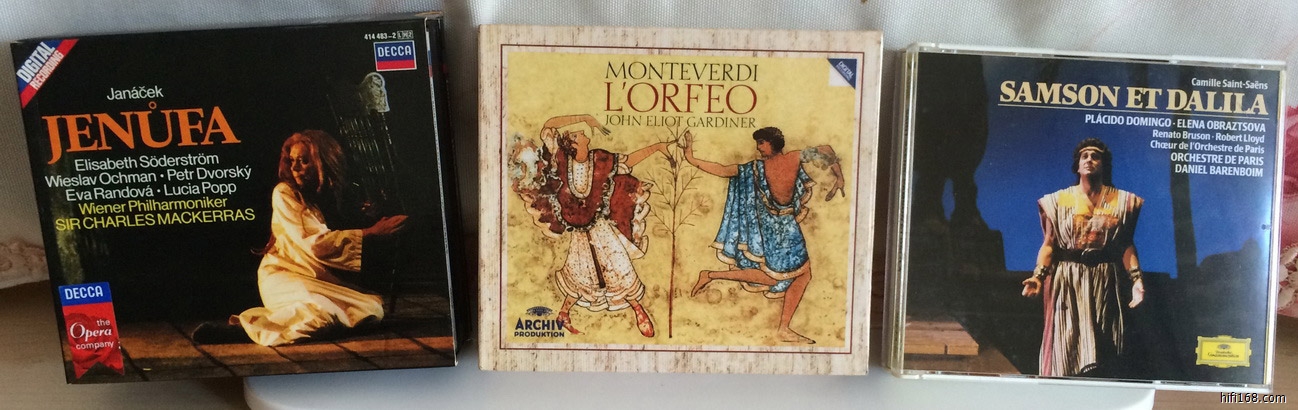 DIGITAL
RECORDING
414 483-2
DECCA
Janáček
JENŮFA
Elisabeth Söderström
Wieslav Ochman · Petr Dvorský
Eva Randová · Lucia Popp
Wiener Philharmoniker
SIR CHARLES MACKERRAS
DECCA
the
Opera
company
MONTEVERDI
L'ORFEO
JOHN ELIOT GARDINER
DIGITAL
ARCHIV
PRODUKTION
Camille Saint-Saëns
SAMSON ET DALILA
PLÁCIDO DOMINGO · ELENA OBRAZTSOVA
Renato Bruson · Robert Lloyd
Chœur de l'Orchestre de Paris
ORCHESTRE DE PARIS
DANIEL BARENBOIM
Deutsche
Grammophon
hifi168.com